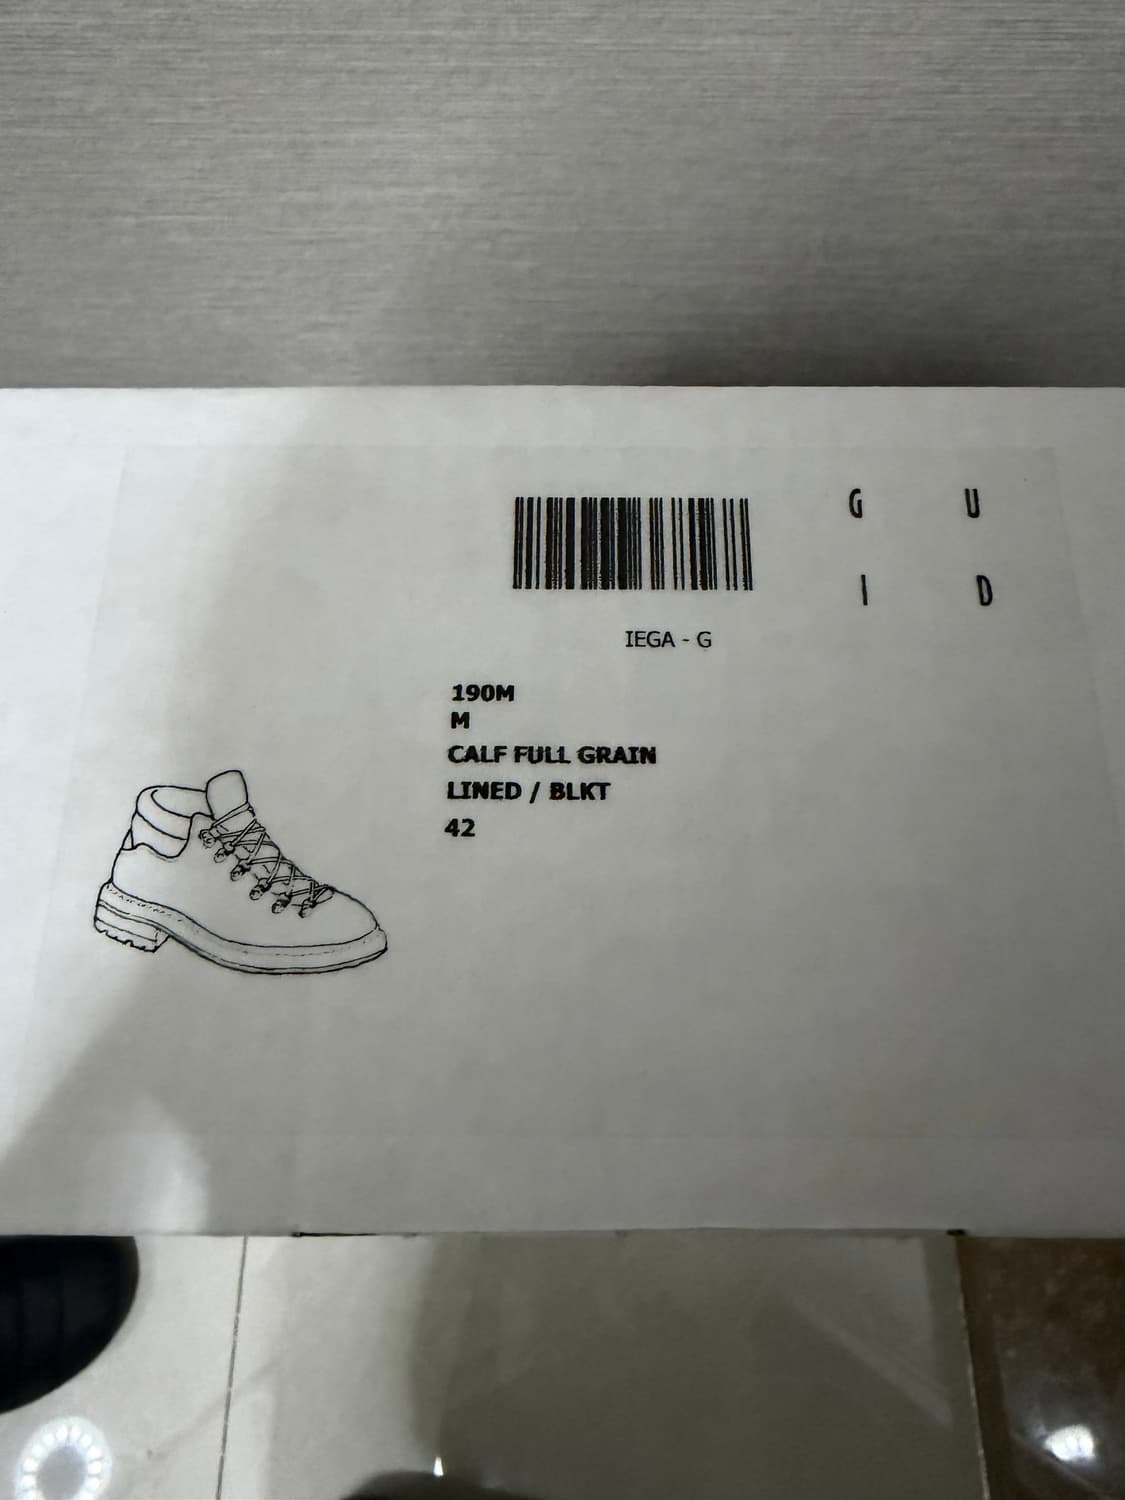 G U
I D
IEGA - G
190M
M
CALF FULL GRAIN
LINED / BLKT
42